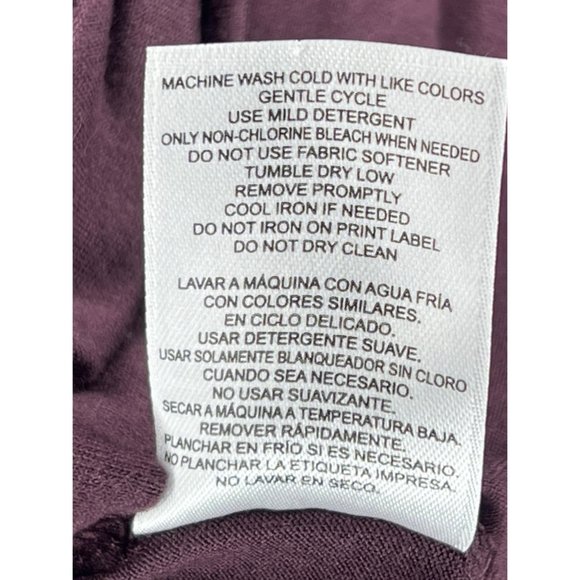 MACHINE WASH COLD WITH LIKE COLORS
GENTLE CYCLE
USE MILD DETERGENT
ONLY NON-CHLORINE BLEACH WHEN NEEDED
DO NOT USE FABRIC SOFTENER
TUMBLE DRY LOW
REMOVE PROMPTLY
COOL IRON IF NEEDED
DO NOT IRON ON PRINT LABEL
DO NOT DRY CLEAN
LAVAR A MÁQUINA CON AGUA FRÍA
CON COLORES SIMILARES.
EN CICLO DELICADO.
USAR DETERGENTE SUAVE.
USAR SOLAMENTE BLANQUEADOR SIN CLORO
CUANDO SEA NECESARIO.
NO USAR SUAVIZANTE.
SECAR A MÁQUINA A TEMPERATURA BAJA.
REMOVER RÁPIDAMENTE.
PLANCHAR EN FRÍO SI ES NECESARIO.
NO PLANCHAR LA ETIQUETA IMPRESA.
NO LAVAR EN SECO.